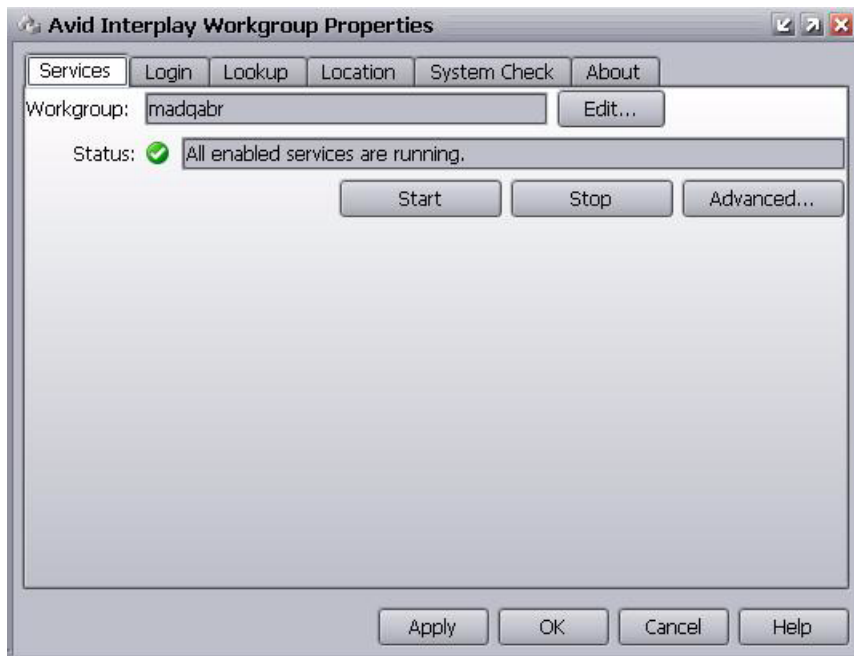 Avid Interplay Workgroup Properties
Services Login Lookup Location System Check About
Workgroup: madqabr Edit...
Status: All enabled services are running.
Start Stop Advanced...
Apply OK Cancel Help